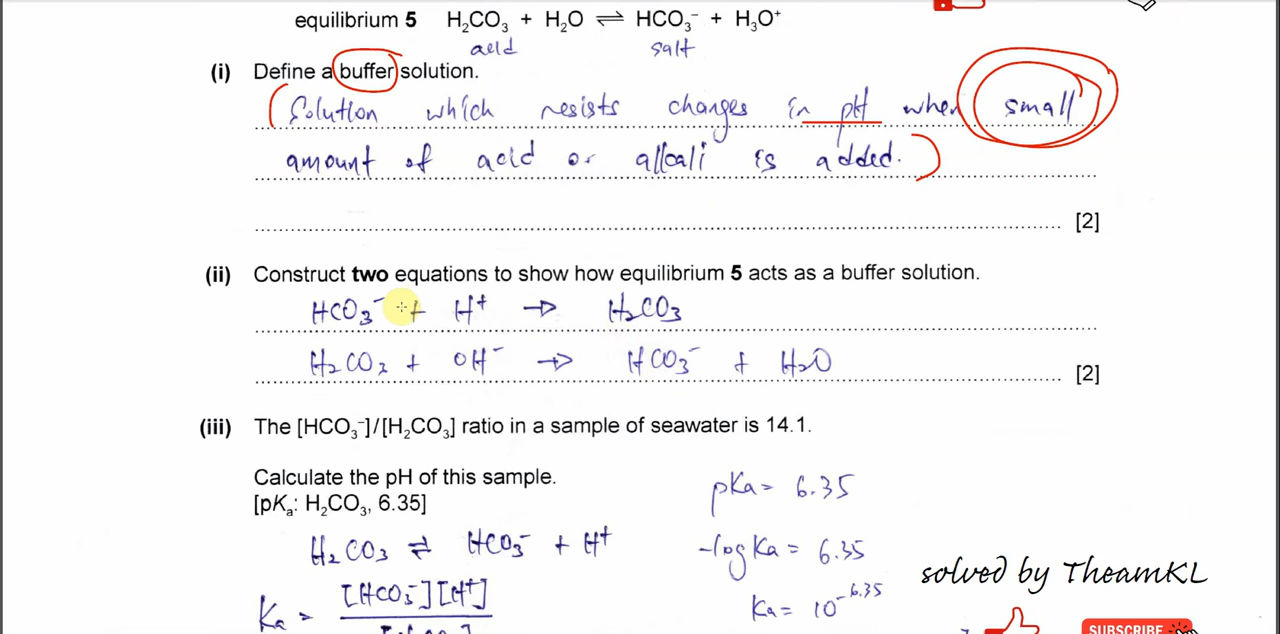 equilibrium 5 H₂CO₃ + H₂O ⇌ HCO₃⁻ + H₃O⁺
acid salt
(i) Define a buffer solution.
Solution which resists changes in pH when small
amount of acid or alkali is added.
[2]
(ii) Construct two equations to show how equilibrium 5 acts as a buffer solution.
HCO₃⁻ + H⁺ → H₂CO₃
H₂CO₃ + OH⁻ → HCO₃⁻ + H₂O
[2]
(iii) The [HCO₃⁻]/[H₂CO₃] ratio in a sample of seawater is 14.1.
Calculate the pH of this sample.
[pKₐ: H₂CO₃, 6.35]
pKa = 6.35
H₂CO₃ ⇌ HCO₃⁻ + H⁺
-log Ka = 6.35
Ka = [HCO₃⁻][H⁺]
Ka = 10⁻⁶·³⁵
solved by TheamKL
SUBSCRIBE